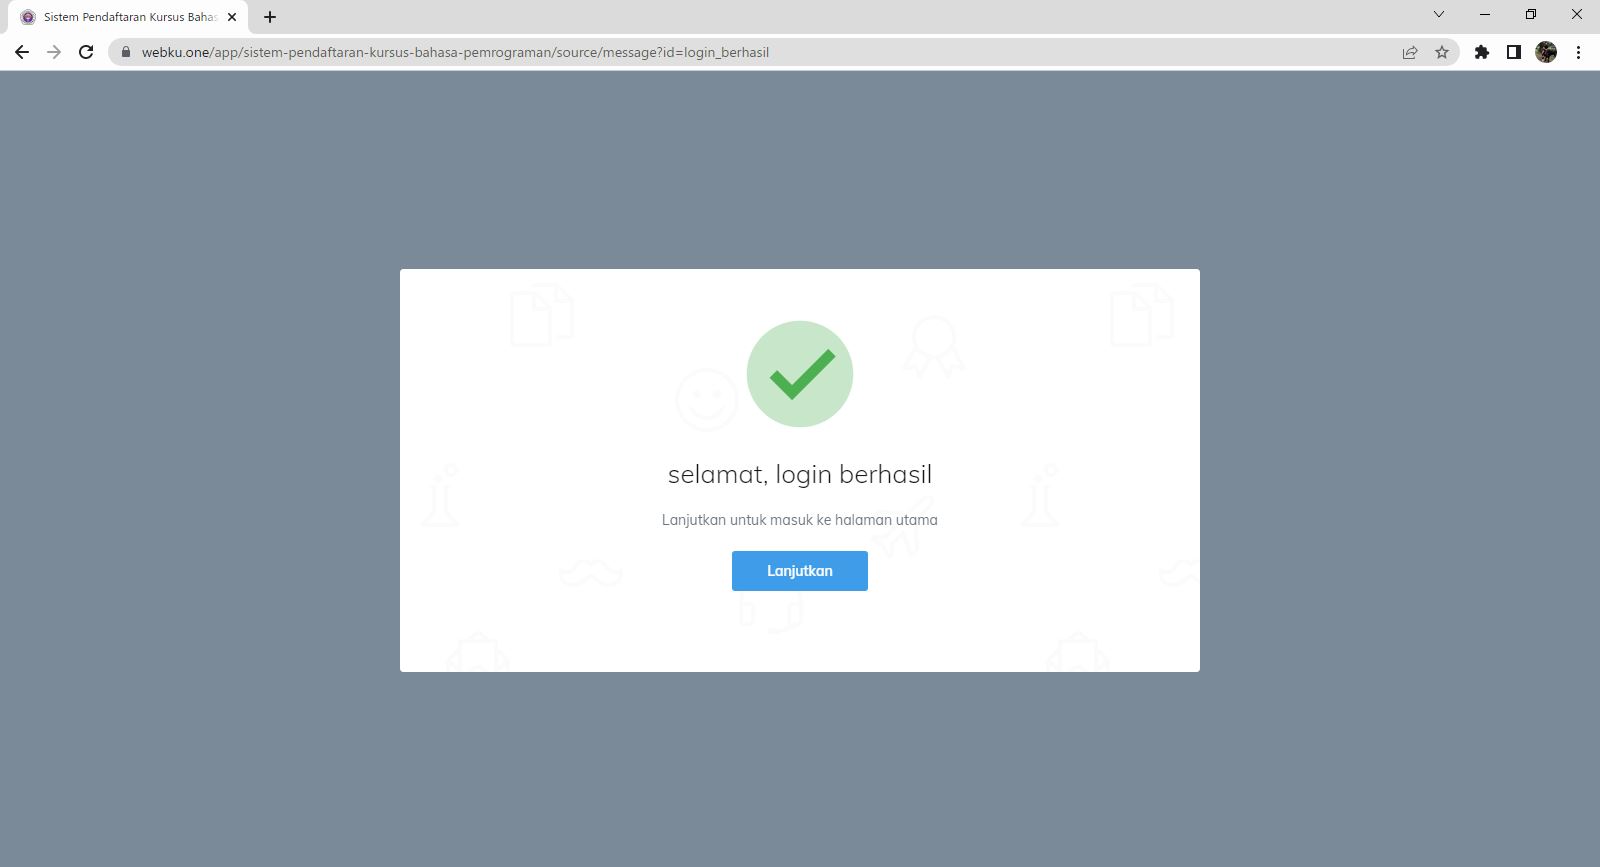 Sistem Pendaftaran Kursus Bahas
webku.one/app/sistem-pendaftaran-kursus-bahasa-pemrograman/source/message?id=login_berhasil
selamat, login berhasil
Lanjutkan untuk masuk ke halaman utama
Lanjutkan